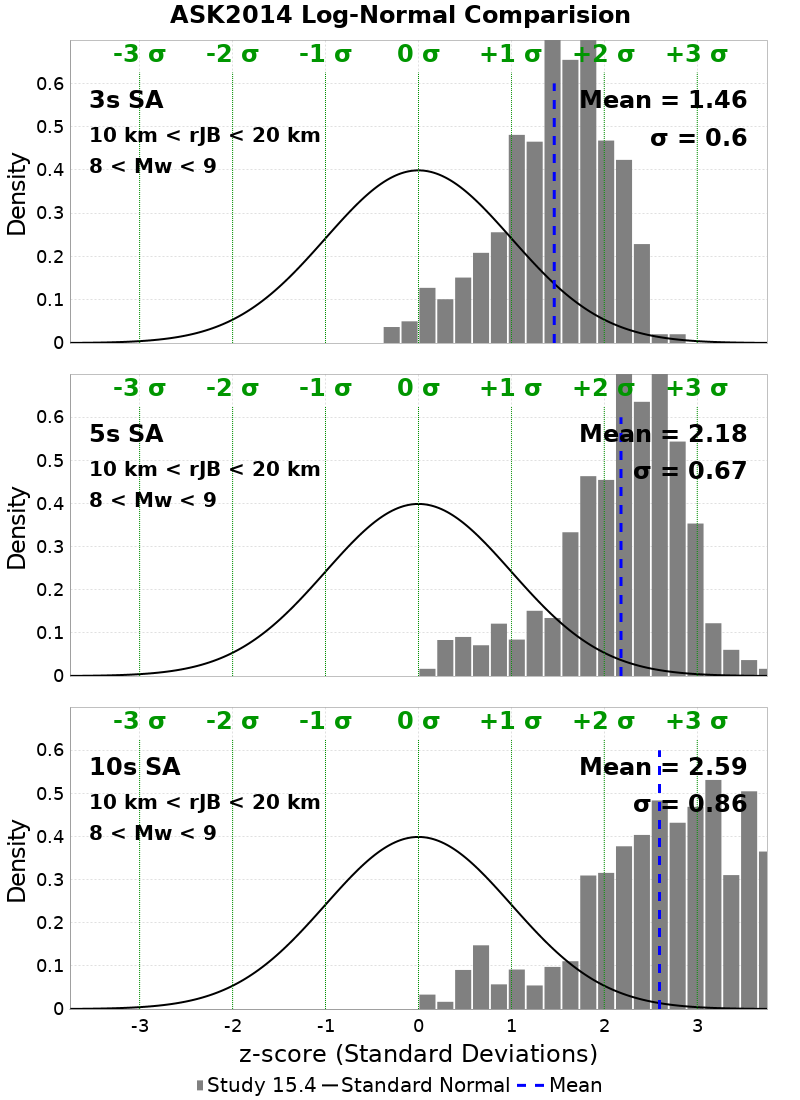 ASK2014 Log-Normal Comparision
-3 σ -2 σ -1 σ 0 σ +1 σ +2 σ +3 σ
3s SA Mean = 1.46
10 km < rJB < 20 km σ = 0.6
8 < Mw < 9
0.6
0.5
0.4
0.3
0.2
0.1
0
Density
-3 σ -2 σ -1 σ 0 σ +1 σ +2 σ +3 σ
5s SA Mean = 2.18
10 km < rJB < 20 km σ = 0.67
8 < Mw < 9
0.6
0.5
0.4
0.3
0.2
0.1
0
Density
-3 σ -2 σ -1 σ 0 σ +1 σ +2 σ +3 σ
10s SA Mean = 2.59
10 km < rJB < 20 km σ = 0.86
8 < Mw < 9
0.6
0.5
0.4
0.3
0.2
0.1
0
Density
-3 -2 -1 0 1 2 3
z-score (Standard Deviations)
Study 15.4 Standard Normal Mean